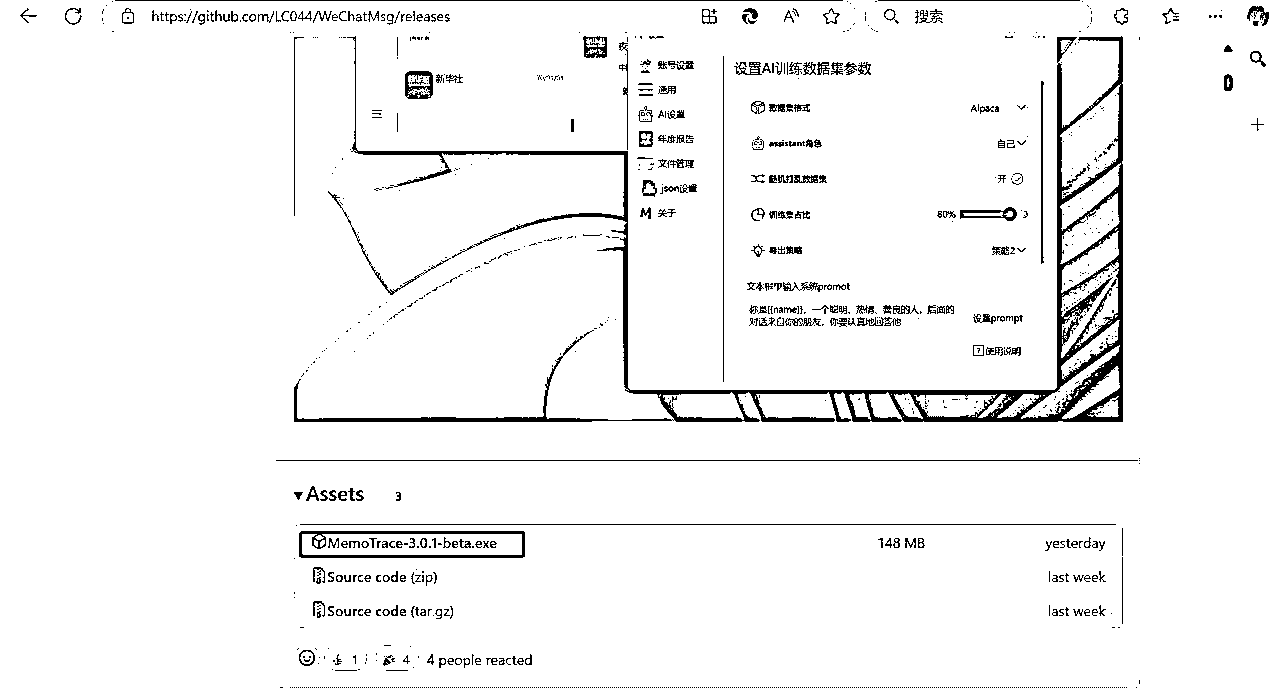 https://github.com/LC044/WeChatMsg/releases
搜索
新华社
账号设置
通用
AI设置
年度报告
文件管理
json设置
关于
设置AI训练数据集参数
数据集格式 Alpaca
assistant角色 自己
随机打乱数据集 开
训练集占比 80%
导出策略 策略2
文本框中输入系统prompt
你是{{name}}，一个聪明、热情、善良的人，后面的
对话来自你的朋友，你要认真地回答他
设置prompt
使用说明
Assets 3
MemoTrace-3.0.1-beta.exe 148 MB yesterday
Source code (zip) last week
Source code (tar.gz) last week
1 4 4 people reacted